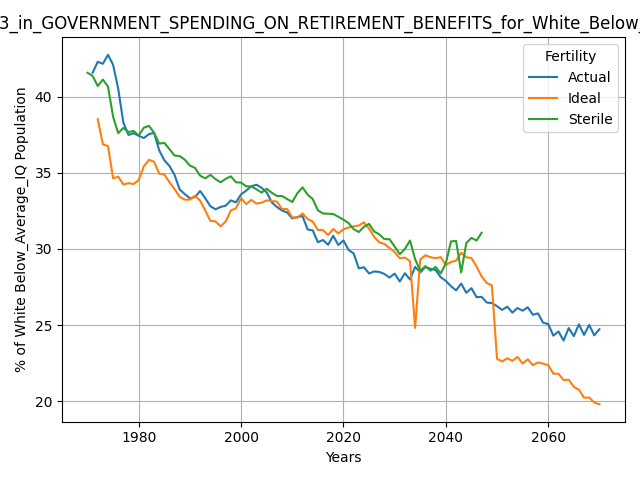 3_in_GOVERNMENT_SPENDING_ON_RETIREMENT_BENEFITS_for_White_Below_
% of White Below_Average_IQ Population
40
35
30
25
20
Fertility
Actual
Ideal
Sterile
1980
2000
2020
2040
2060
Years